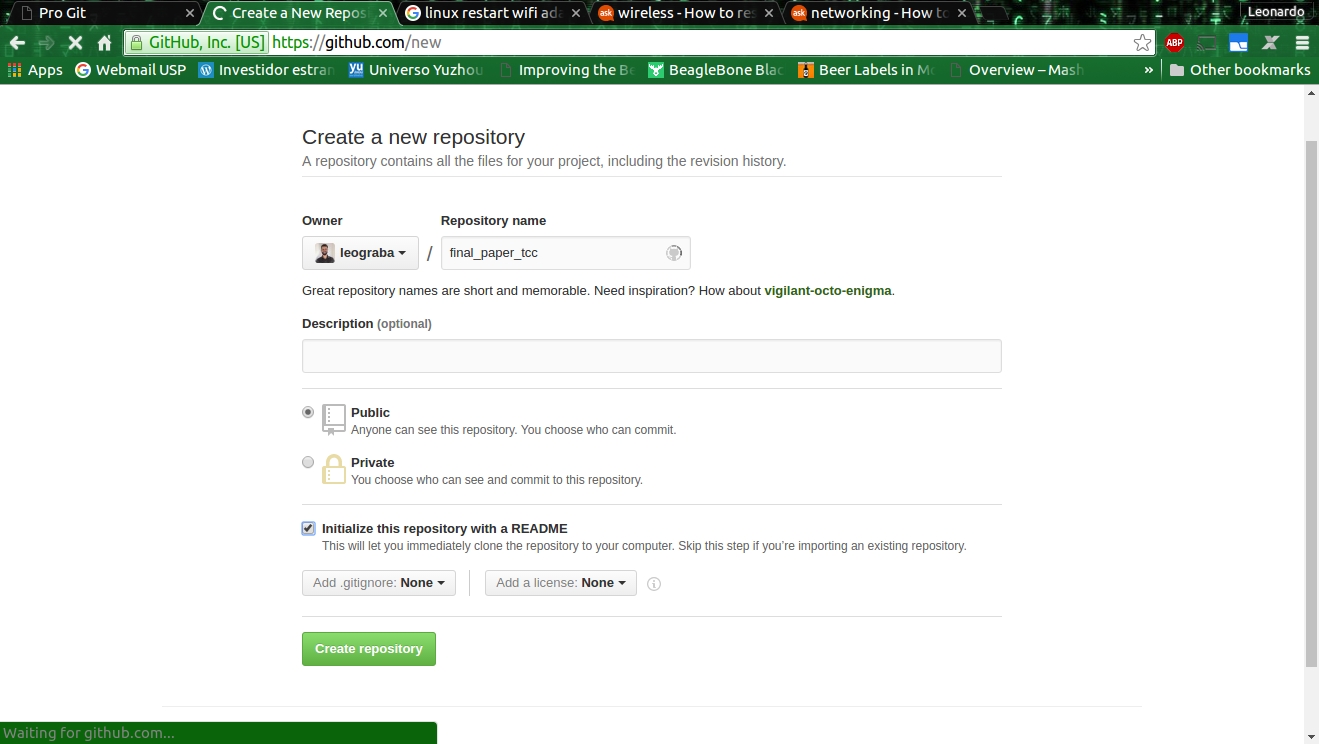 Pro Git
Create a New Repos
linux restart wifi ada
wireless - How to res
networking - How to
Leonardo
GitHub, Inc. [US] https://github.com/new
ABP
Apps
Webmail USP
Investidor estran
Universo Yuzhou
Improving the Be
BeagleBone Blac
Beer Labels in Mo
Overview – Mash
» Other bookmarks
Create a new repository
A repository contains all the files for your project, including the revision history.
Owner Repository name
leograba / final_paper_tcc
Great repository names are short and memorable. Need inspiration? How about vigilant-octo-enigma.
Description (optional)
Public
Anyone can see this repository. You choose who can commit.
Private
You choose who can see and commit to this repository.
Initialize this repository with a README
This will let you immediately clone the repository to your computer. Skip this step if you’re importing an existing repository.
Add .gitignore: None Add a license: None
Create repository
Waiting for github.com...